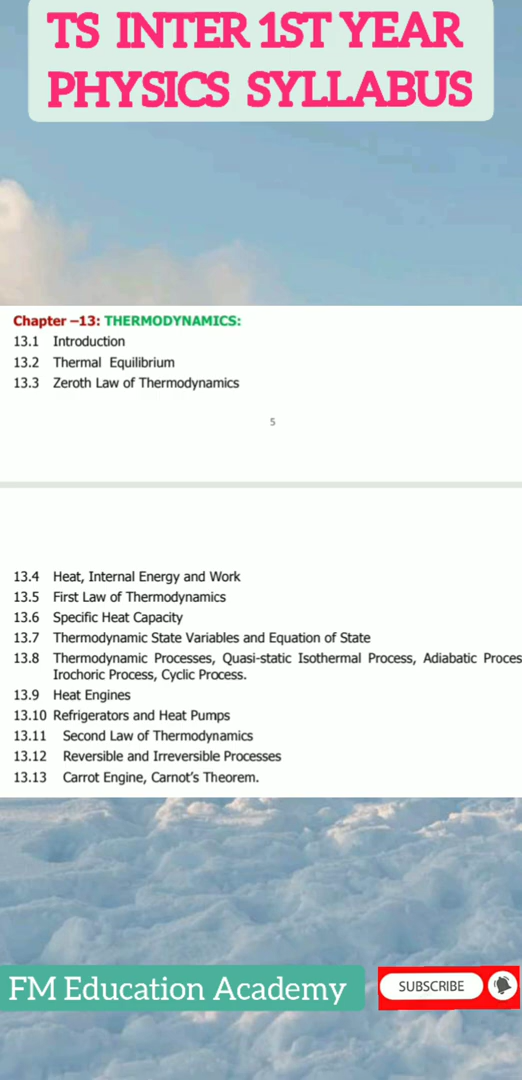 TS INTER 1ST YEAR
PHYSICS SYLLABUS
Chapter –13: THERMODYNAMICS:
13.1 Introduction
13.2 Thermal Equilibrium
13.3 Zeroth Law of Thermodynamics
5
13.4 Heat, Internal Energy and Work
13.5 First Law of Thermodynamics
13.6 Specific Heat Capacity
13.7 Thermodynamic State Variables and Equation of State
13.8 Thermodynamic Processes, Quasi-static Isothermal Process, Adiabatic Proces
Irochoric Process, Cyclic Process.
13.9 Heat Engines
13.10 Refrigerators and Heat Pumps
13.11 Second Law of Thermodynamics
13.12 Reversible and Irreversible Processes
13.13 Carrot Engine, Carnot's Theorem.
FM Education Academy
SUBSCRIBE